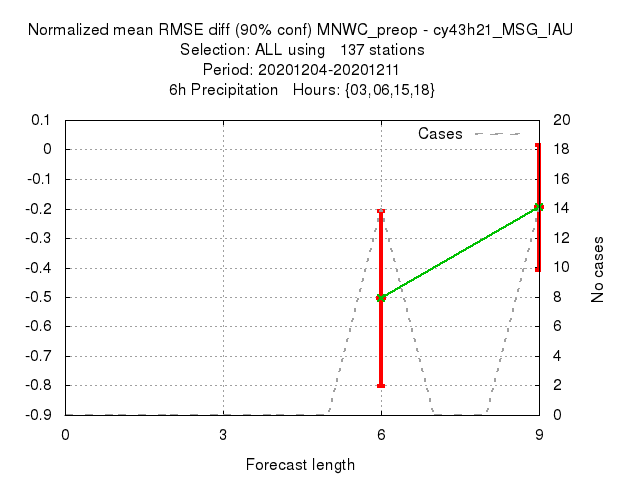 Normalized mean RMSE diff (90% conf) MNWC_preop - cy43h21_MSG_IAU
Selection: ALL using 137 stations
Period: 20201204-20201211
6h Precipitation Hours: {03,06,15,18}
Cases
0.1
0
-0.1
-0.2
-0.3
-0.4
-0.5
-0.6
-0.7
-0.8
-0.9
20
18
16
14
12
10
8
6
4
2
0
No cases
0 3 6 9
Forecast length